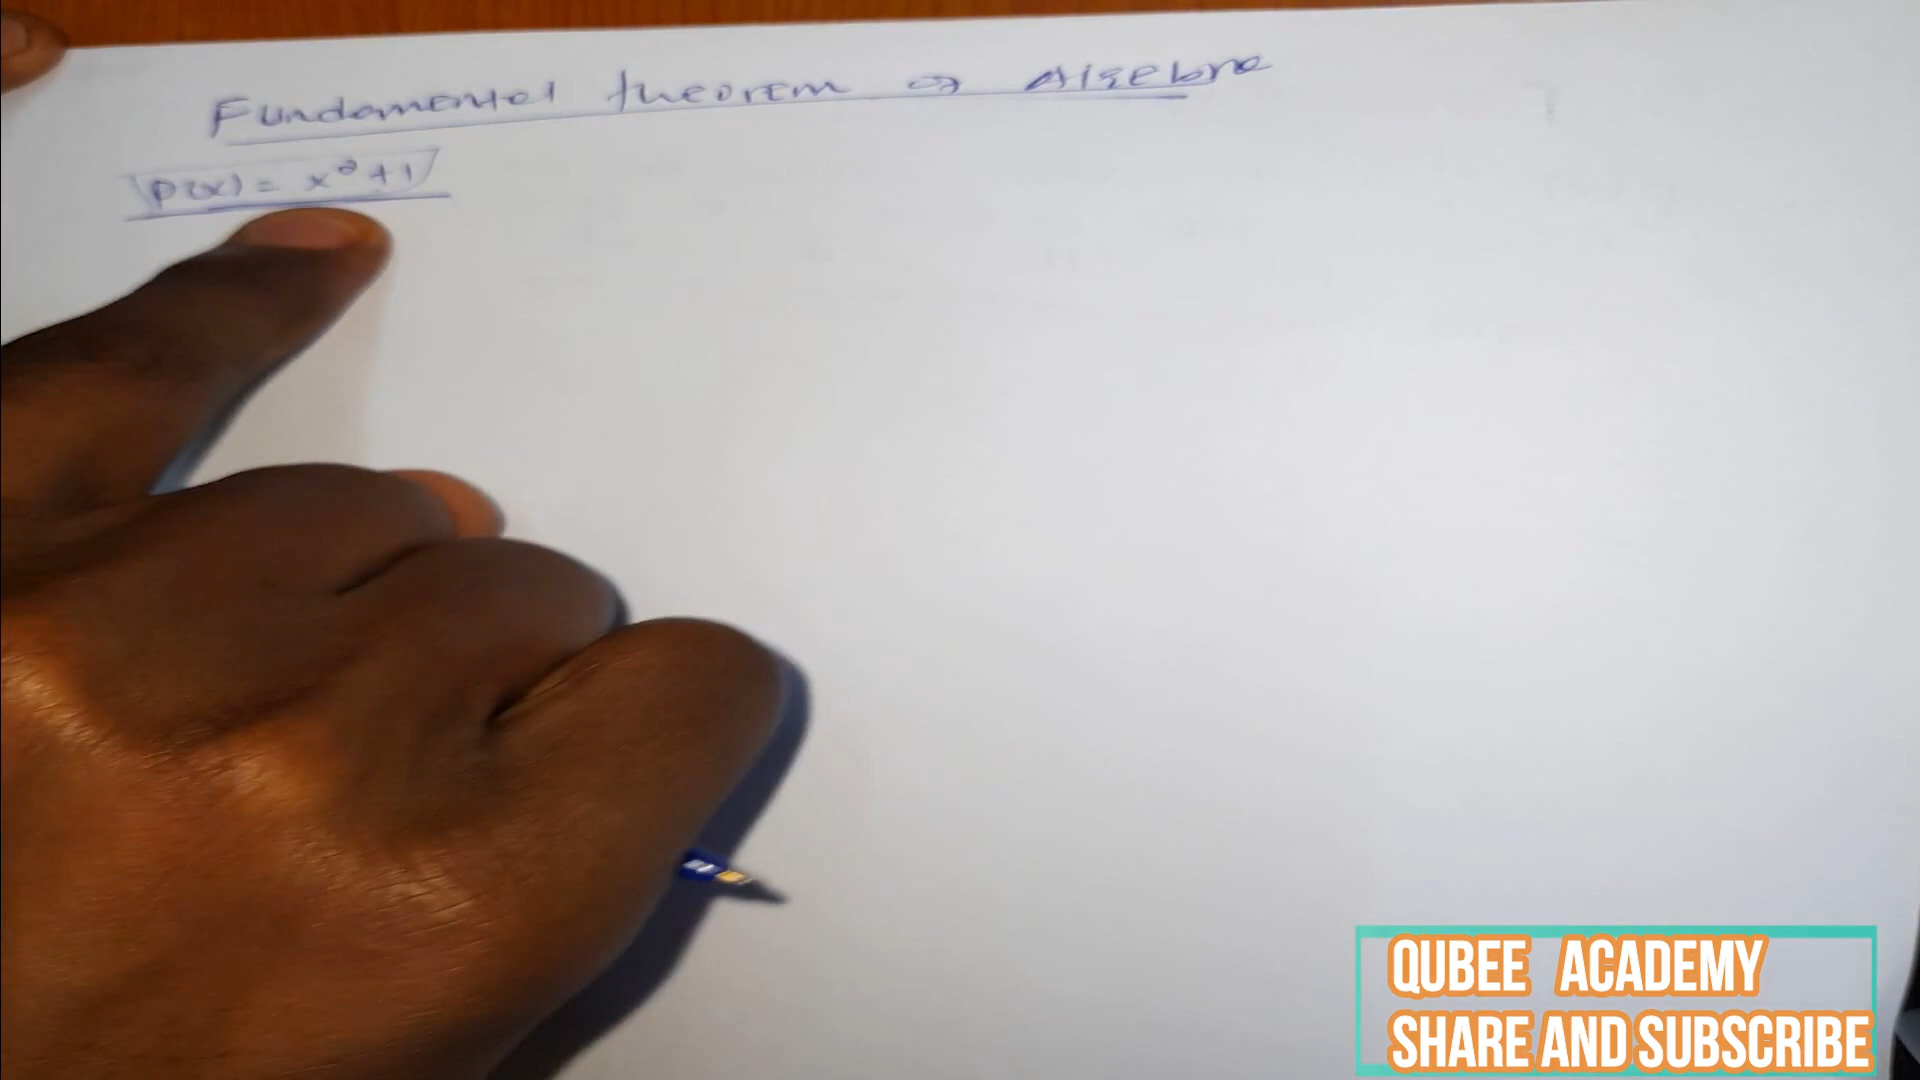 Fundamental theorem of Algebra
P(x) = x² + 1
QUBEE ACADEMY
SHARE AND SUBSCRIBE